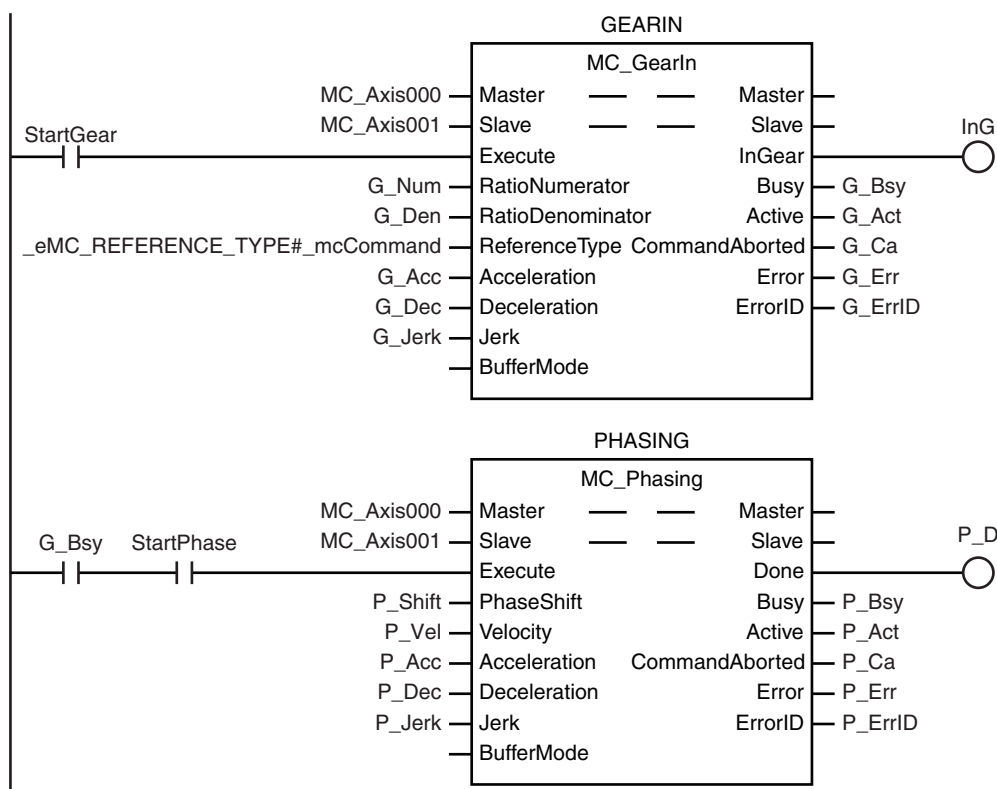 GEARIN
MC_GearIn
MC_Axis000 Master Master
MC_Axis001 Slave Slave
StartGear InG
Execute InGear
G_Num RatioNumerator Busy G_Bsy
G_Den RatioDenominator Active G_Act
_eMC_REFERENCE_TYPE#_mcCommand ReferenceType CommandAborted G_Ca
G_Acc Acceleration Error G_Err
G_Dec Deceleration ErrorID G_ErrID
G_Jerk Jerk
BufferMode
PHASING
MC_Phasing
MC_Axis000 Master Master
G_Bsy StartPhase MC_Axis001 Slave Slave P_D
Execute Done
P_Shift PhaseShift Busy P_Bsy
P_Vel Velocity Active P_Act
P_Acc Acceleration CommandAborted P_Ca
P_Dec Deceleration Error P_Err
P_Jerk Jerk ErrorID P_ErrID
BufferMode